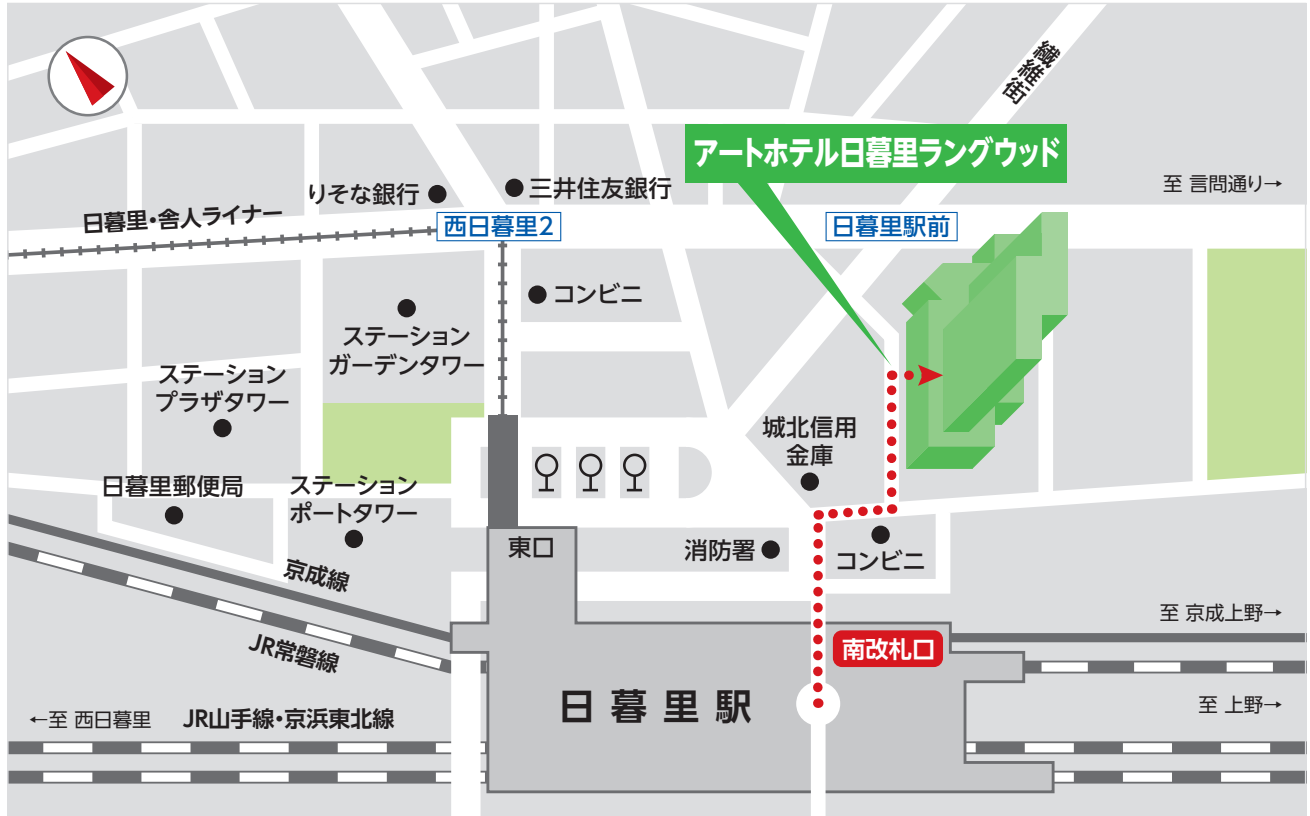 繊維街
アートホテル日暮里ラングウッド
至 言問通り→
りそな銀行
三井住友銀行
日暮里・舎人ライナー
西日暮里2
日暮里駅前
コンビニ
ステーション
ガーデンタワー
ステーション
プラザタワー
城北信用
金庫
日暮里郵便局
ステーション
ポートタワー
東口
消防署
コンビニ
京成線
至 京成上野→
JR常磐線
南改札口
日暮里駅
←至 西日暮里
JR山手線・京浜東北線
至 上野→